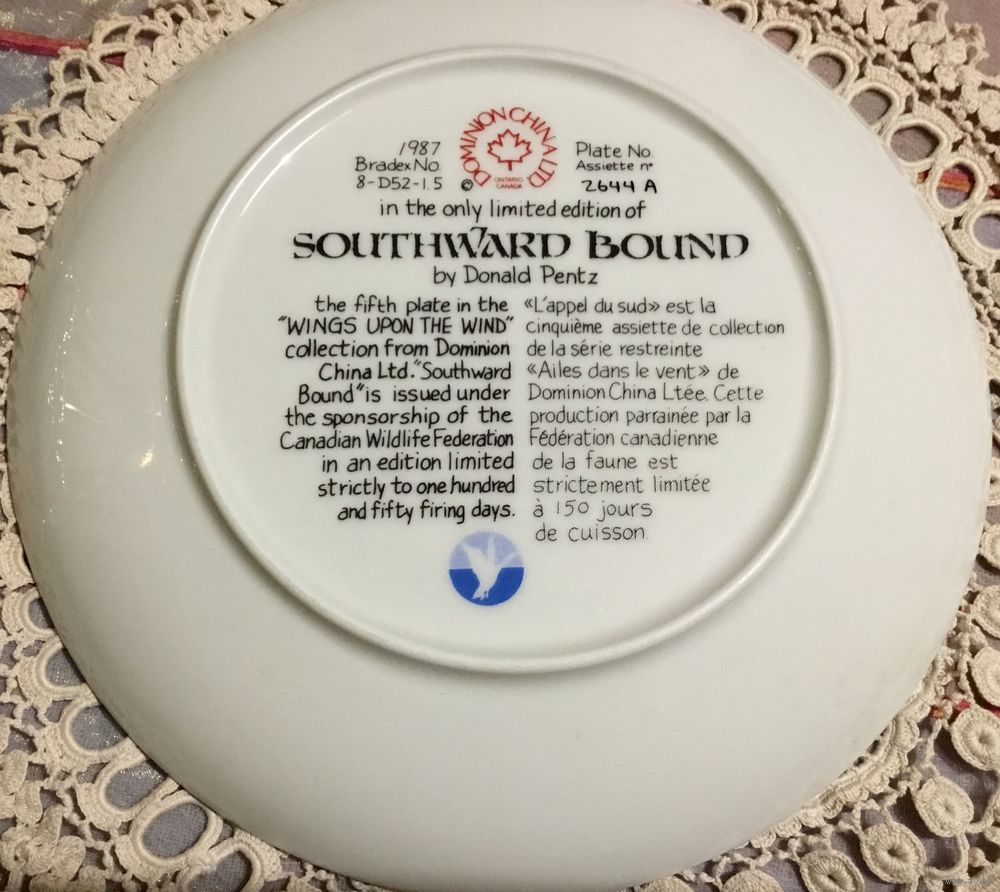 1987
Bradex No.
8-D52-1.5
©
DOMINION CHINA LTD
ONTARIO
CANADA
Plate No.
Assiette nº
2644 A
in the only limited edition of
SOUTHWARD BOUND
by Donald Pentz
the fifth plate in the
"WINGS UPON THE WIND"
collection from Dominion
China Ltd. "Southward
Bound" is issued under
the sponsorship of the
Canadian Wildlife Federation
in an edition limited
strictly to one hundred
and fifty firing days.
«L'appel du sud» est la
cinquième assiette de collection
de la série restreinte
«Ailes dans le vent» de
Dominion China Ltée. Cette
production parrainée par la
Fédération canadienne
de la faune est
strictement limitée
à 150 jours
de cuisson.